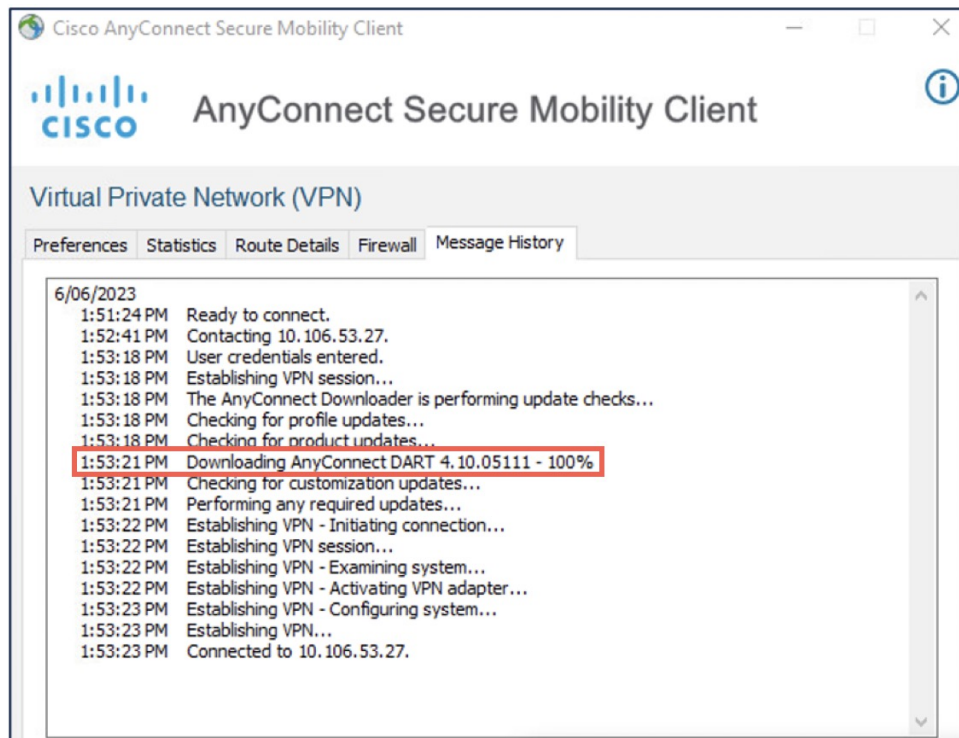 Cisco AnyConnect Secure Mobility Client
CISCO
AnyConnect Secure Mobility Client
Virtual Private Network (VPN)
Preferences Statistics Route Details Firewall Message History
6/06/2023
1:51:24 PM Ready to connect.
1:52:41 PM Contacting 10.106.53.27.
1:53:18 PM User credentials entered.
1:53:18 PM Establishing VPN session...
1:53:18 PM The AnyConnect Downloader is performing update checks...
1:53:18 PM Checking for profile updates...
1:53:18 PM Checking for product updates...
1:53:21 PM Downloading AnyConnect DART 4.10.05111 - 100%
1:53:21 PM Checking for customization updates...
1:53:21 PM Performing any required updates...
1:53:22 PM Establishing VPN - Initiating connection...
1:53:22 PM Establishing VPN session...
1:53:22 PM Establishing VPN - Examining system...
1:53:22 PM Establishing VPN - Activating VPN adapter...
1:53:23 PM Establishing VPN - Configuring system...
1:53:23 PM Establishing VPN...
1:53:23 PM Connected to 10.106.53.27.